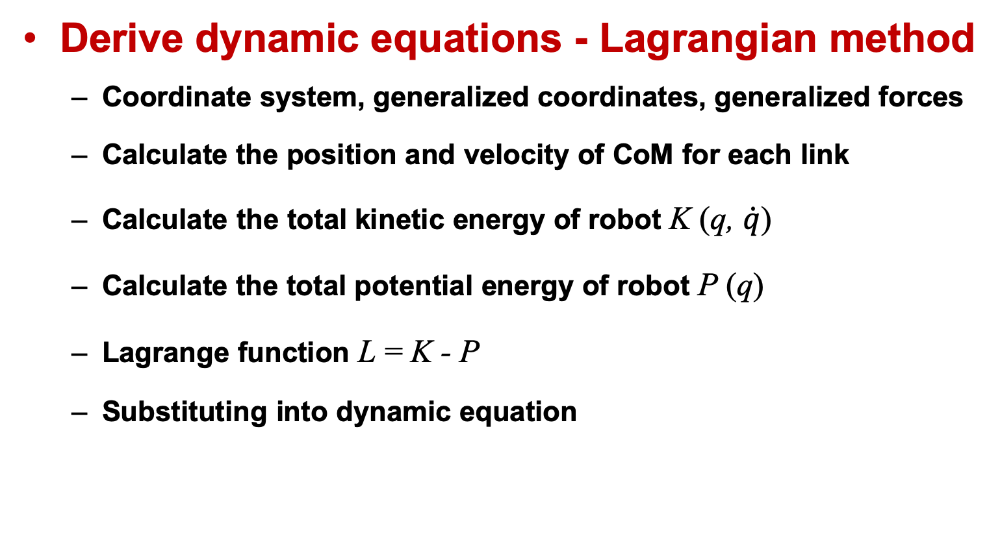 • Derive dynamic equations - Lagrangian method
– Coordinate system, generalized coordinates, generalized forces
– Calculate the position and velocity of CoM for each link
– Calculate the total kinetic energy of robot K (q, q̇)
– Calculate the total potential energy of robot P (q)
– Lagrange function L = K - P
– Substituting into dynamic equation